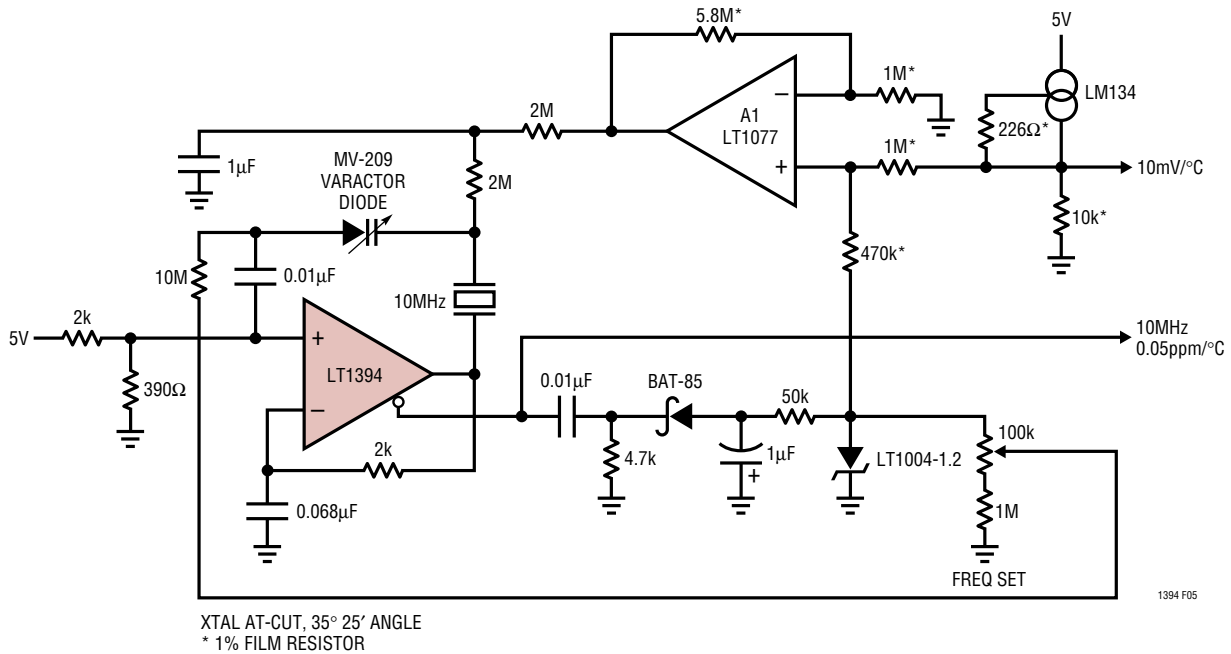 5.8M*
5V
1M*
LM134
2M
A1
LT1077
226Ω*
1M*
10mV/°C
1µF
MV-209
VARACTOR
DIODE
2M
10k*
470k*
10M
0.01µF
10MHz
5V
2k
+
LT1394
10MHz
0.05ppm/°C
390Ω
–
2k
0.01µF
BAT-85
50k
100k
4.7k
1µF
+
LT1004-1.2
0.068µF
1M
FREQ SET
1394 F05
XTAL AT-CUT, 35° 25′ ANGLE
* 1% FILM RESISTOR